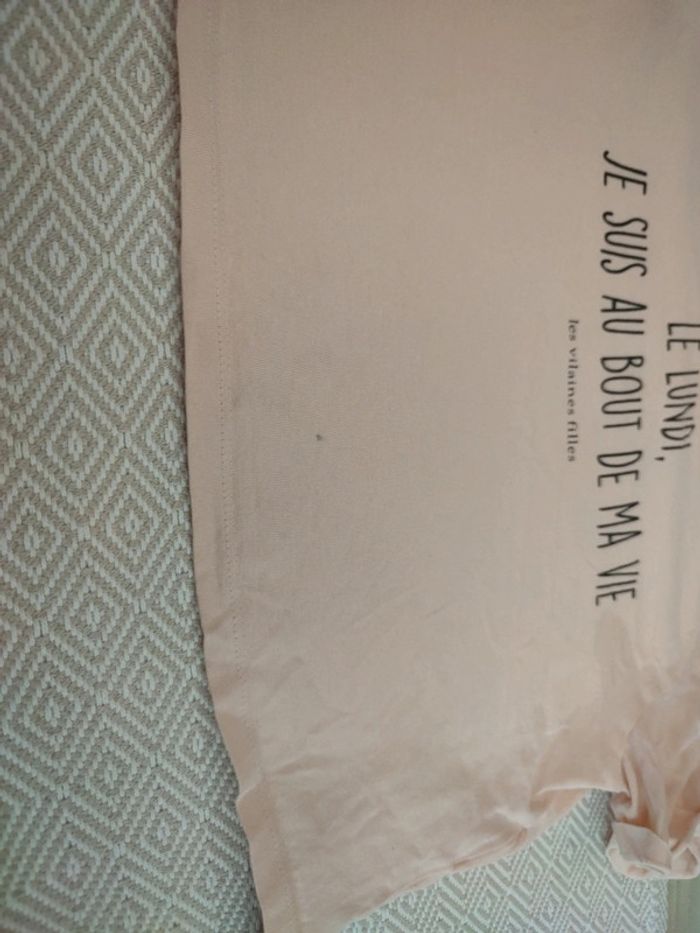 LE LUNDI,
JE SUIS AU BOUT DE MA VIE
les vilaines filles